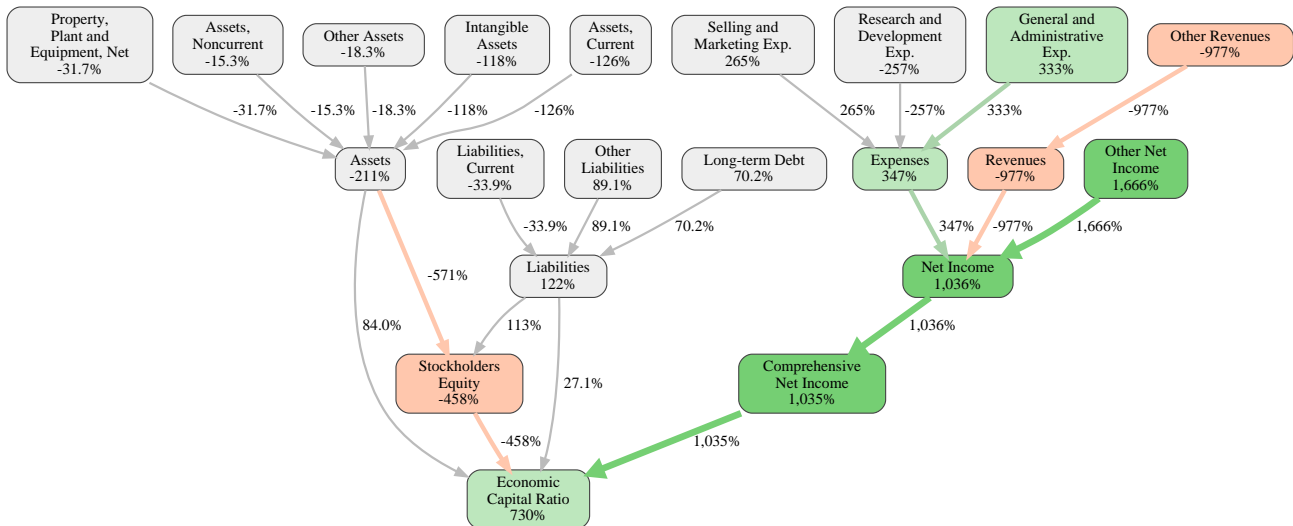 Property,
Plant and
Equipment, Net
-31.7%
Assets,
Noncurrent
-15.3%
Other Assets
-18.3%
Intangible
Assets
-118%
Assets,
Current
-126%
Selling and
Marketing Exp.
265%
Research and
Development
Exp.
-257%
General and
Administrative
Exp.
333%
Other Revenues
-977%
-31.7%
-15.3%
-18.3%
-118%
-126%
265%
-257%
333%
-977%
Assets
-211%
Liabilities,
Current
-33.9%
Other
Liabilities
89.1%
Long-term Debt
70.2%
Expenses
347%
Revenues
-977%
Other Net
Income
1,666%
-33.9%
89.1%
70.2%
347%
-977%
1,666%
-571%
Liabilities
122%
Net Income
1,036%
84.0%
113%
1,036%
Stockholders
Equity
-458%
27.1%
Comprehensive
Net Income
1,035%
-458%
1,035%
Economic
Capital Ratio
730%